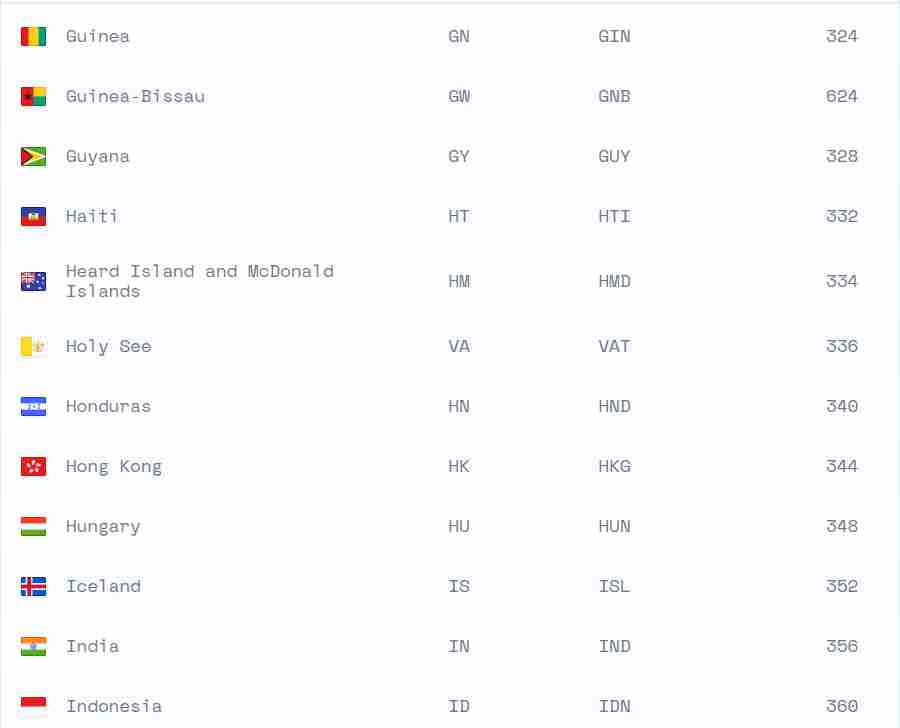 Guinea GN GIN 324
Guinea-Bissau GW GNB 624
Guyana GY GUY 328
Haiti HT HTI 332
Heard Island and McDonald
Islands HM HMD 334
Holy See VA VAT 336
Honduras HN HND 340
Hong Kong HK HKG 344
Hungary HU HUN 348
Iceland IS ISL 352
India IN IND 356
Indonesia ID IDN 360